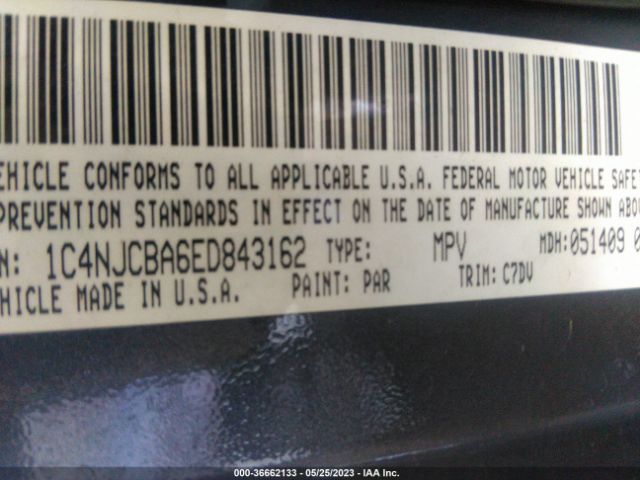 EHICLE CONFORMS TO ALL APPLICABLE U.S.A. FEDERAL MOTOR VEHICLE SAFET
PREVENTION STANDARDS IN EFFECT ON THE DATE OF MANUFACTURE SHOWN ABO
N: 1C4NJCBA6ED843162 TYPE: MPV MDH:051409 0
EHICLE MADE IN U.S.A. PAINT: PAR TRIM: C7DV
000-36662133 - 05/25/2023 - IAA Inc.